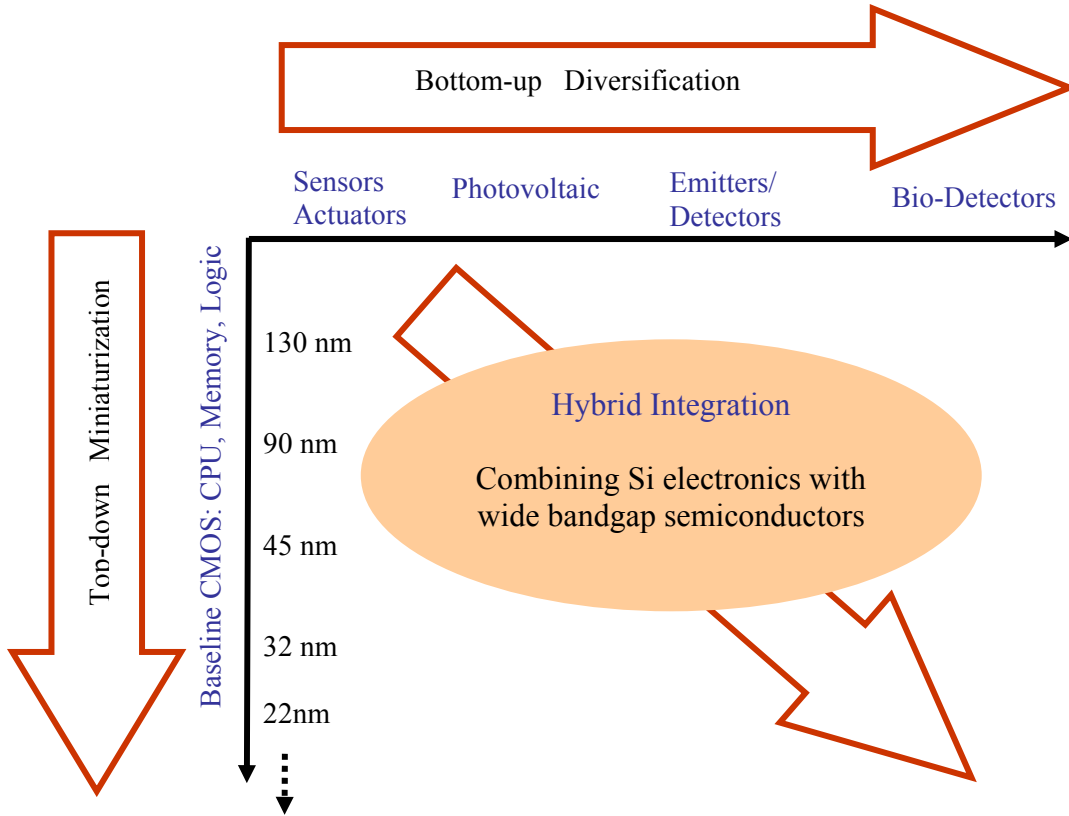 Bottom-up Diversification
Sensors
Actuators
Photovoltaic
Emitters/
Detectors
Bio-Detectors
Top-down Miniaturization
Baseline CMOS: CPU, Memory, Logic
130 nm
90 nm
45 nm
32 nm
22nm
Hybrid Integration
Combining Si electronics with
wide bandgap semiconductors